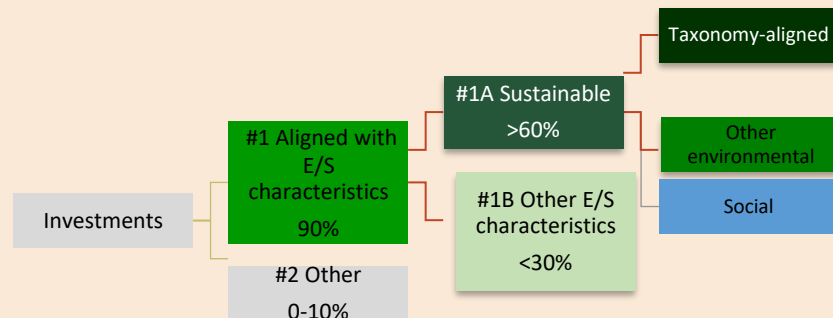 Taxonomy-aligned
#1A Sustainable
>60%
#1 Aligned with
E/S
characteristics
90%
Other
environmental
#1B Other E/S
characteristics
<30%
Social
Investments
#2 Other
0-10%